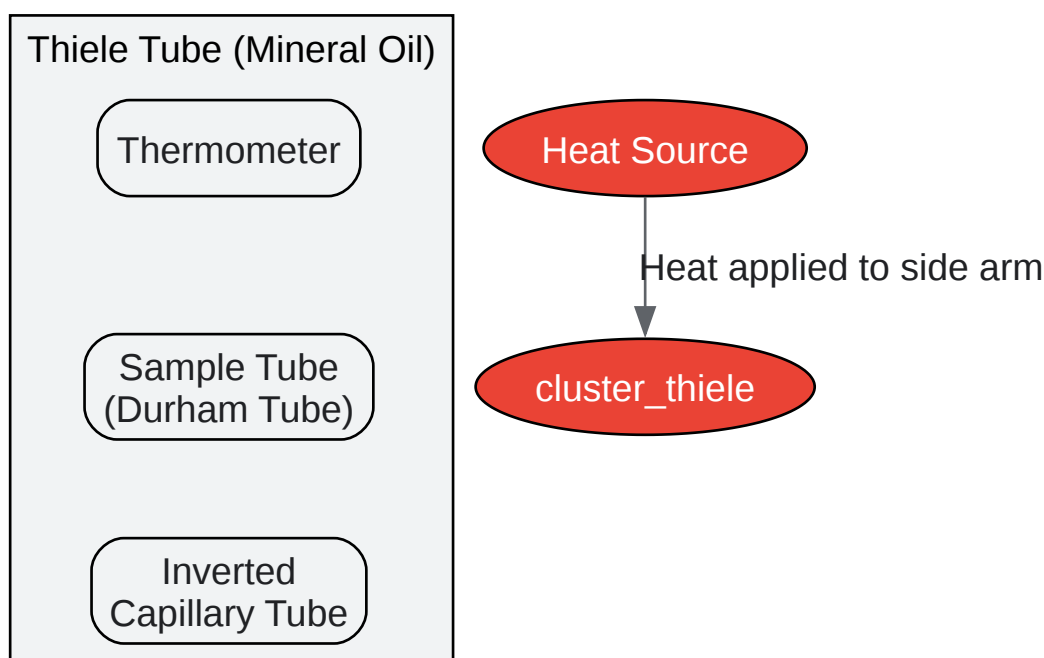 Thiele Tube (Mineral Oil)
Thermometer
Heat Source
Heat applied to side arm
Sample Tube
(Durham Tube)
cluster_thiele
Inverted
Capillary Tube